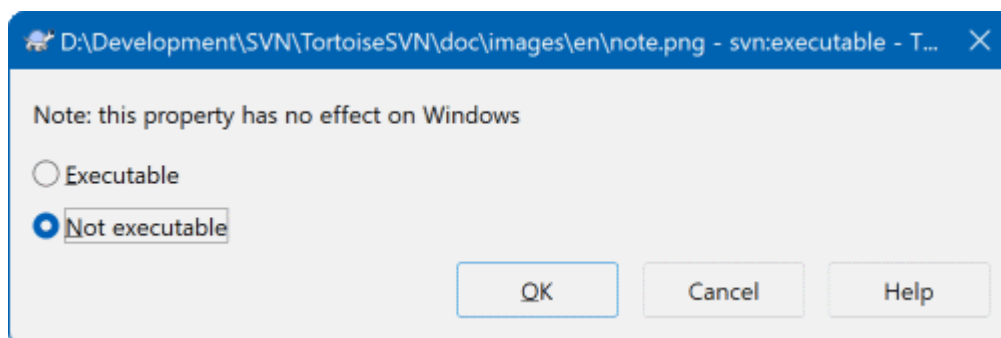 D:\Development\SVN\TortoiseSVN\doc\images\en\note.png - svn:executable - T...
Note: this property has no effect on Windows
Executable
Not executable
OK Cancel Help